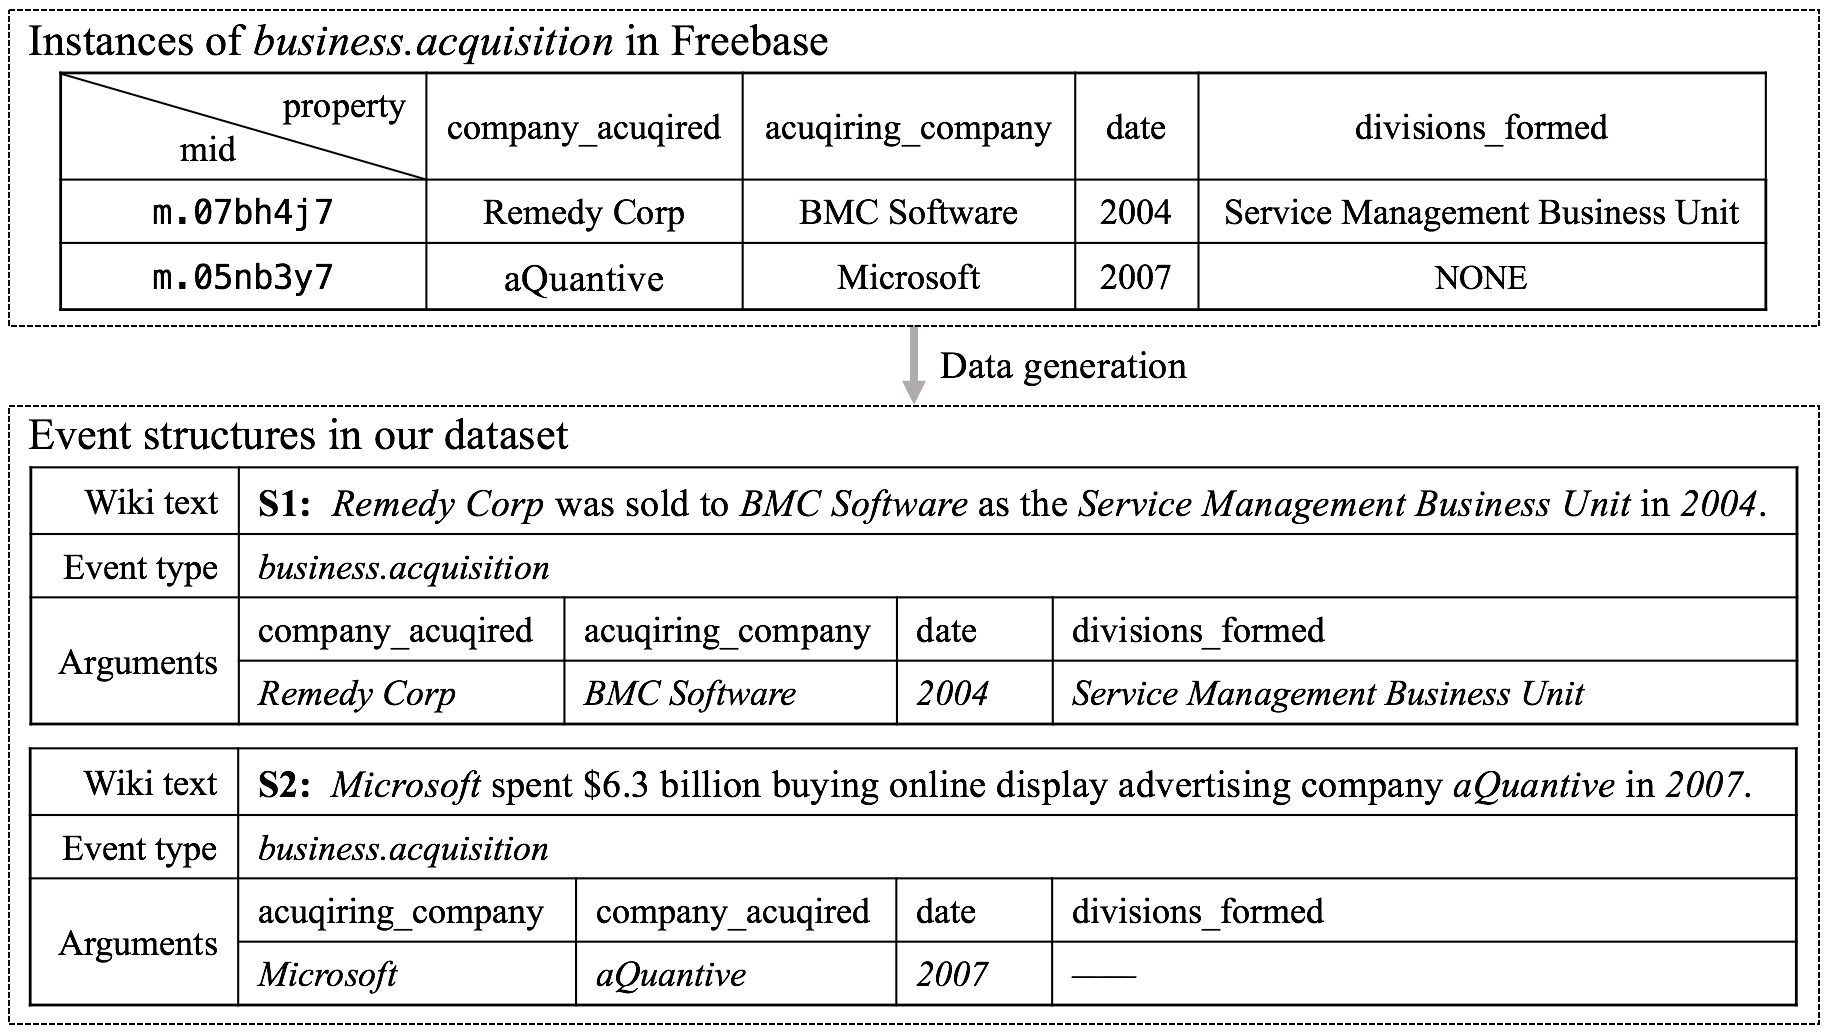 Instances of business.acquisition in Freebase
property
mid
company_acuqired acuqiring_company date divisions_formed
m.07bh4j7 Remedy Corp BMC Software 2004 Service Management Business Unit
m.05nb3y7 aQuantive Microsoft 2007 NONE
Data generation
Event structures in our dataset
Wiki text S1: Remedy Corp was sold to BMC Software as the Service Management Business Unit in 2004.
Event type business.acquisition
Arguments
company_acuqired acuqiring_company date divisions_formed
Remedy Corp BMC Software 2004 Service Management Business Unit
Wiki text S2: Microsoft spent $6.3 billion buying online display advertising company aQuantive in 2007.
Event type business.acquisition
Arguments
acuqiring_company company_acuqired date divisions_formed
Microsoft aQuantive 2007 ——